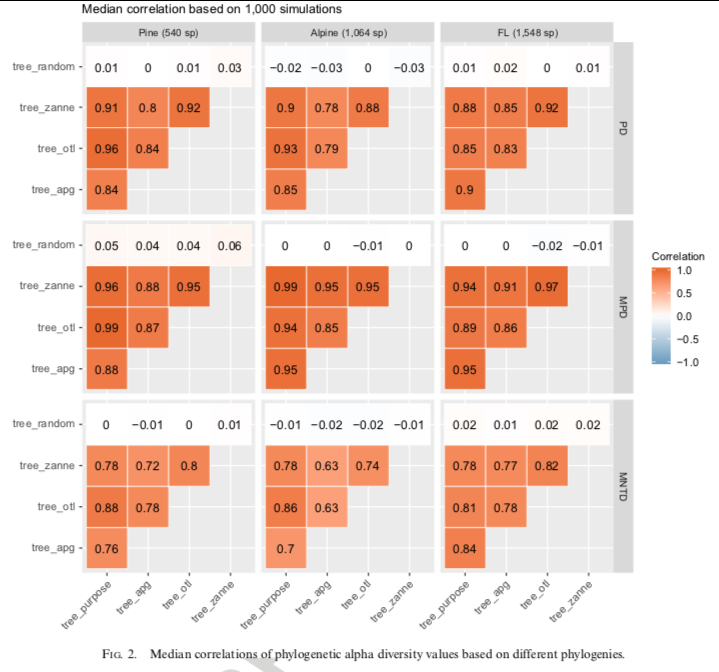 Median correlation based on 1,000 simulations
Pine (540 sp) Alpine (1,064 sp) FL (1,548 sp)
tree_random 0.01 0 0.01 0.03 −0.02 −0.03 0 −0.03 0.01 0.02 0 0.01
tree_zanne 0.91 0.8 0.92 0.9 0.78 0.88 0.88 0.85 0.92
PD
tree_otl 0.96 0.84 0.93 0.79 0.85 0.83
tree_apg 0.84 0.85 0.9
tree_random 0.05 0.04 0.04 0.06 0 0 −0.01 0 0 0 −0.02 −0.01
tree_zanne 0.96 0.88 0.95 0.99 0.95 0.95 0.94 0.91 0.97
MPD
tree_otl 0.99 0.87 0.94 0.85 0.89 0.86
tree_apg 0.88 0.95 0.95
Correlation
1.0
0.5
0.0
−0.5
−1.0
tree_random 0 −0.01 0 0.01 −0.01 −0.02 −0.02 −0.01 0.02 0.01 0.02 0.02
tree_zanne 0.78 0.72 0.8 0.78 0.63 0.74 0.78 0.77 0.82
MNTD
tree_otl 0.88 0.78 0.86 0.63 0.81 0.78
tree_apg 0.76 0.7 0.84
tree_purpose tree_apg tree_otl tree_zanne tree_purpose tree_apg tree_otl tree_zanne tree_purpose tree_apg tree_otl tree_zanne
FIG. 2. Median correlations of phylogenetic alpha diversity values based on different phylogenies.